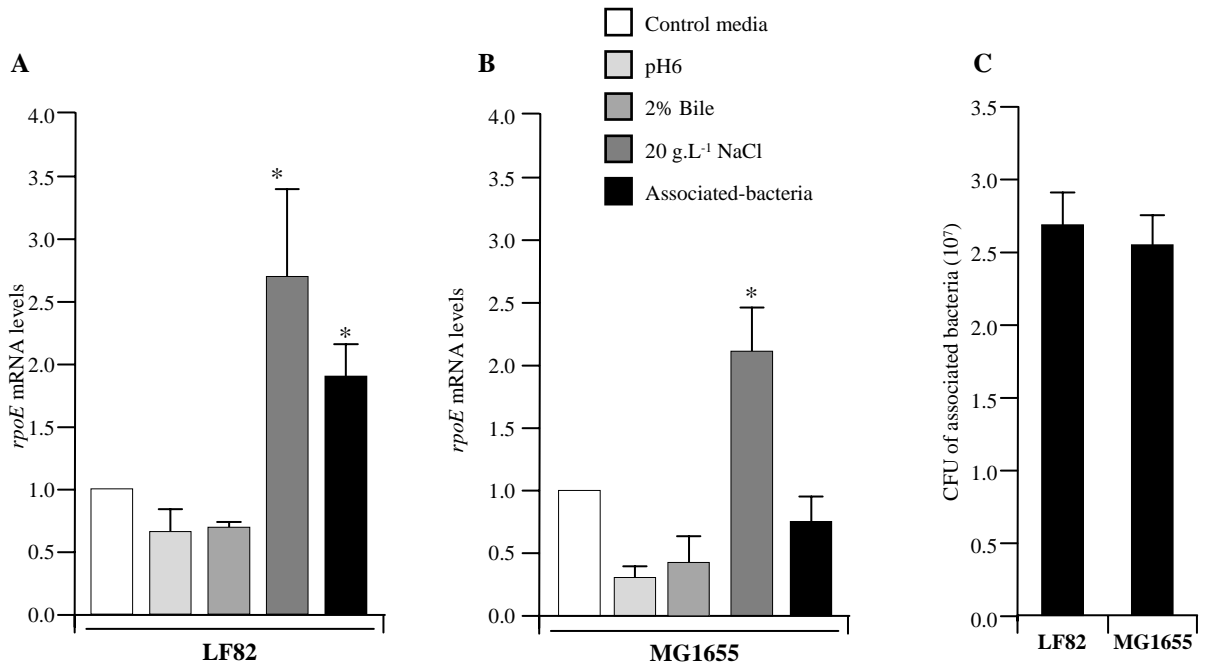 Control media
pH6
2% Bile
20 g.L⁻¹ NaCl
Associated-bacteria
A
rpoE mRNA levels
4.0
3.5
3.0
2.5
2.0
1.5
1.0
0.5
0.0
*
*
LF82
B
rpoE mRNA levels
4.0
3.5
3.0
2.5
2.0
1.5
1.0
0.5
0.0
*
MG1655
C
CFU of associated bacteria (10⁷)
3.5
3.0
2.5
2.0
1.5
1.0
0.5
0.0
LF82
MG1655